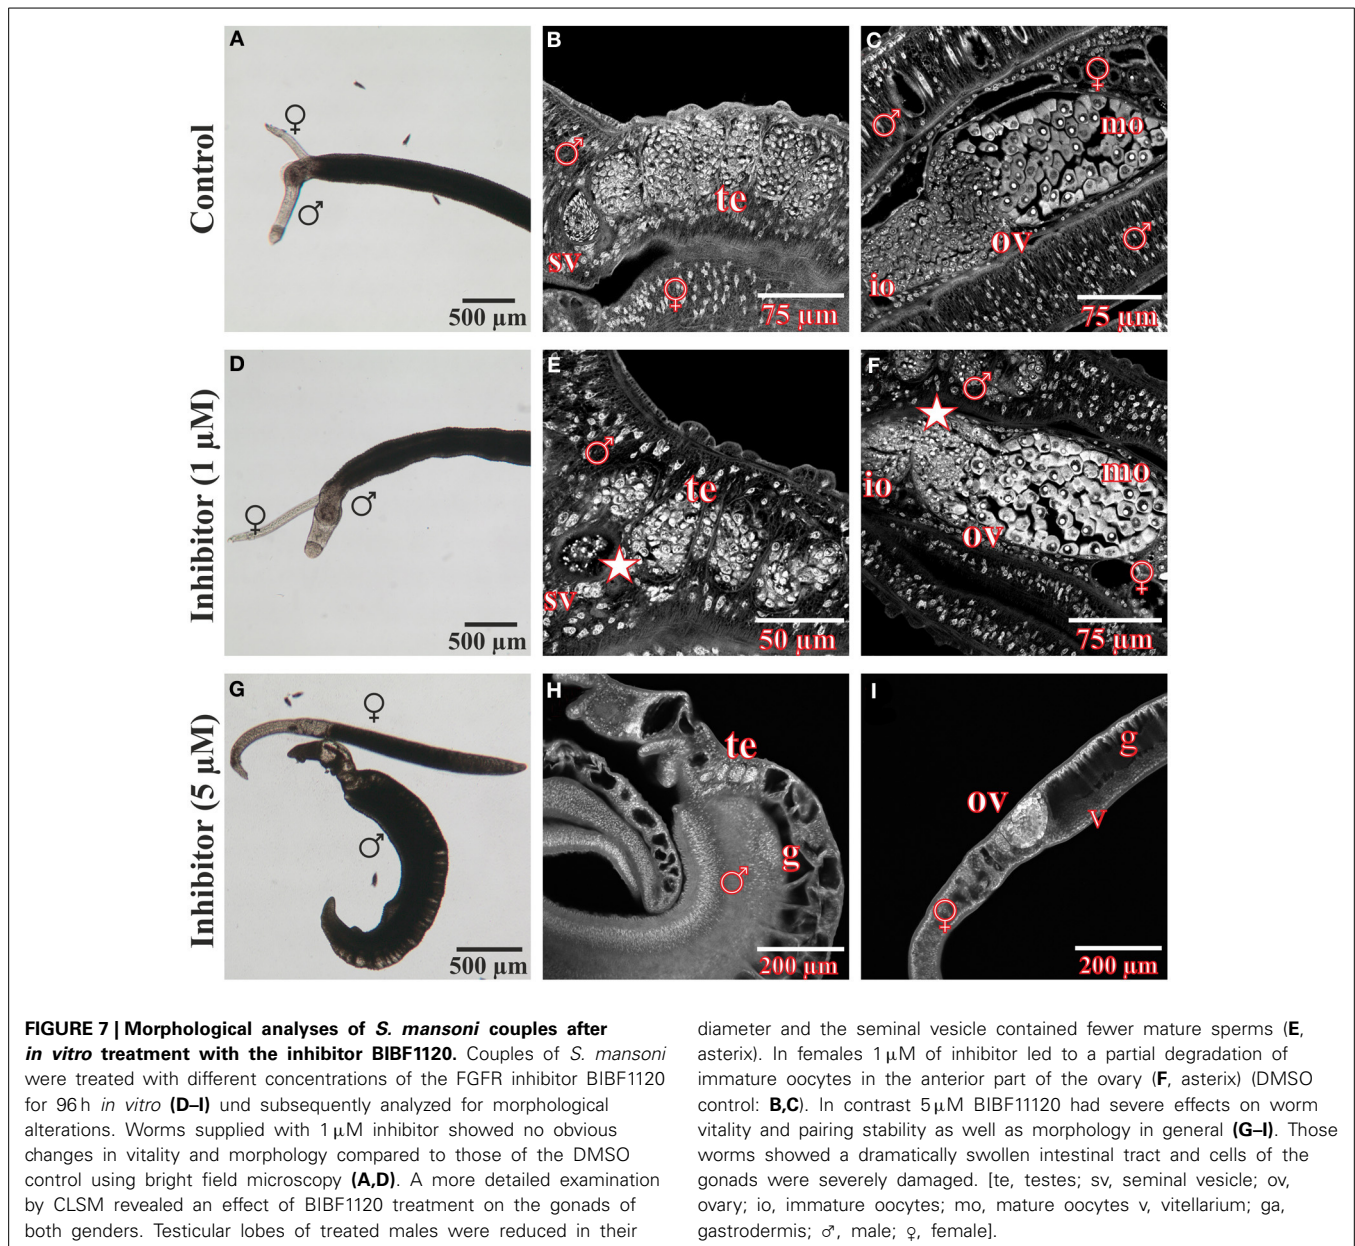 Control
A
♀
♂
500 µm
B
♂
te
sv
♀
75 µm
C
♀
♂
mo
ov
♂
io
75 µm
Inhibitor (1 µM)
D
♀
♂
500 µm
E
♂
te
sv
50 µm
F
♂
io
mo
ov
♀
75 µm
Inhibitor (5 µM)
G
♀
♂
500 µm
H
te
g
♂
200 µm
I
g
ov
v
♀
200 µm
FIGURE 7 | Morphological analyses of S. mansoni couples after
in vitro treatment with the inhibitor BIBF1120. Couples of S. mansoni
were treated with different concentrations of the FGFR inhibitor BIBF1120
for 96 h in vitro (D–I) und subsequently analyzed for morphological
alterations. Worms supplied with 1 µM inhibitor showed no obvious
changes in vitality and morphology compared to those of the DMSO
control using bright field microscopy (A,D). A more detailed examination
by CLSM revealed an effect of BIBF1120 treatment on the gonads of
both genders. Testicular lobes of treated males were reduced in their
diameter and the seminal vesicle contained fewer mature sperms (E,
asterix). In females 1 µM of inhibitor led to a partial degradation of
immature oocytes in the anterior part of the ovary (F, asterix) (DMSO
control: B,C). In contrast 5 µM BIBF11120 had severe effects on worm
vitality and pairing stability as well as morphology in general (G–I). Those
worms showed a dramatically swollen intestinal tract and cells of the
gonads were severely damaged. [te, testes; sv, seminal vesicle; ov,
ovary; io, immature oocytes; mo, mature oocytes v, vitellarium; ga,
gastrodermis; ♂, male; ♀, female].